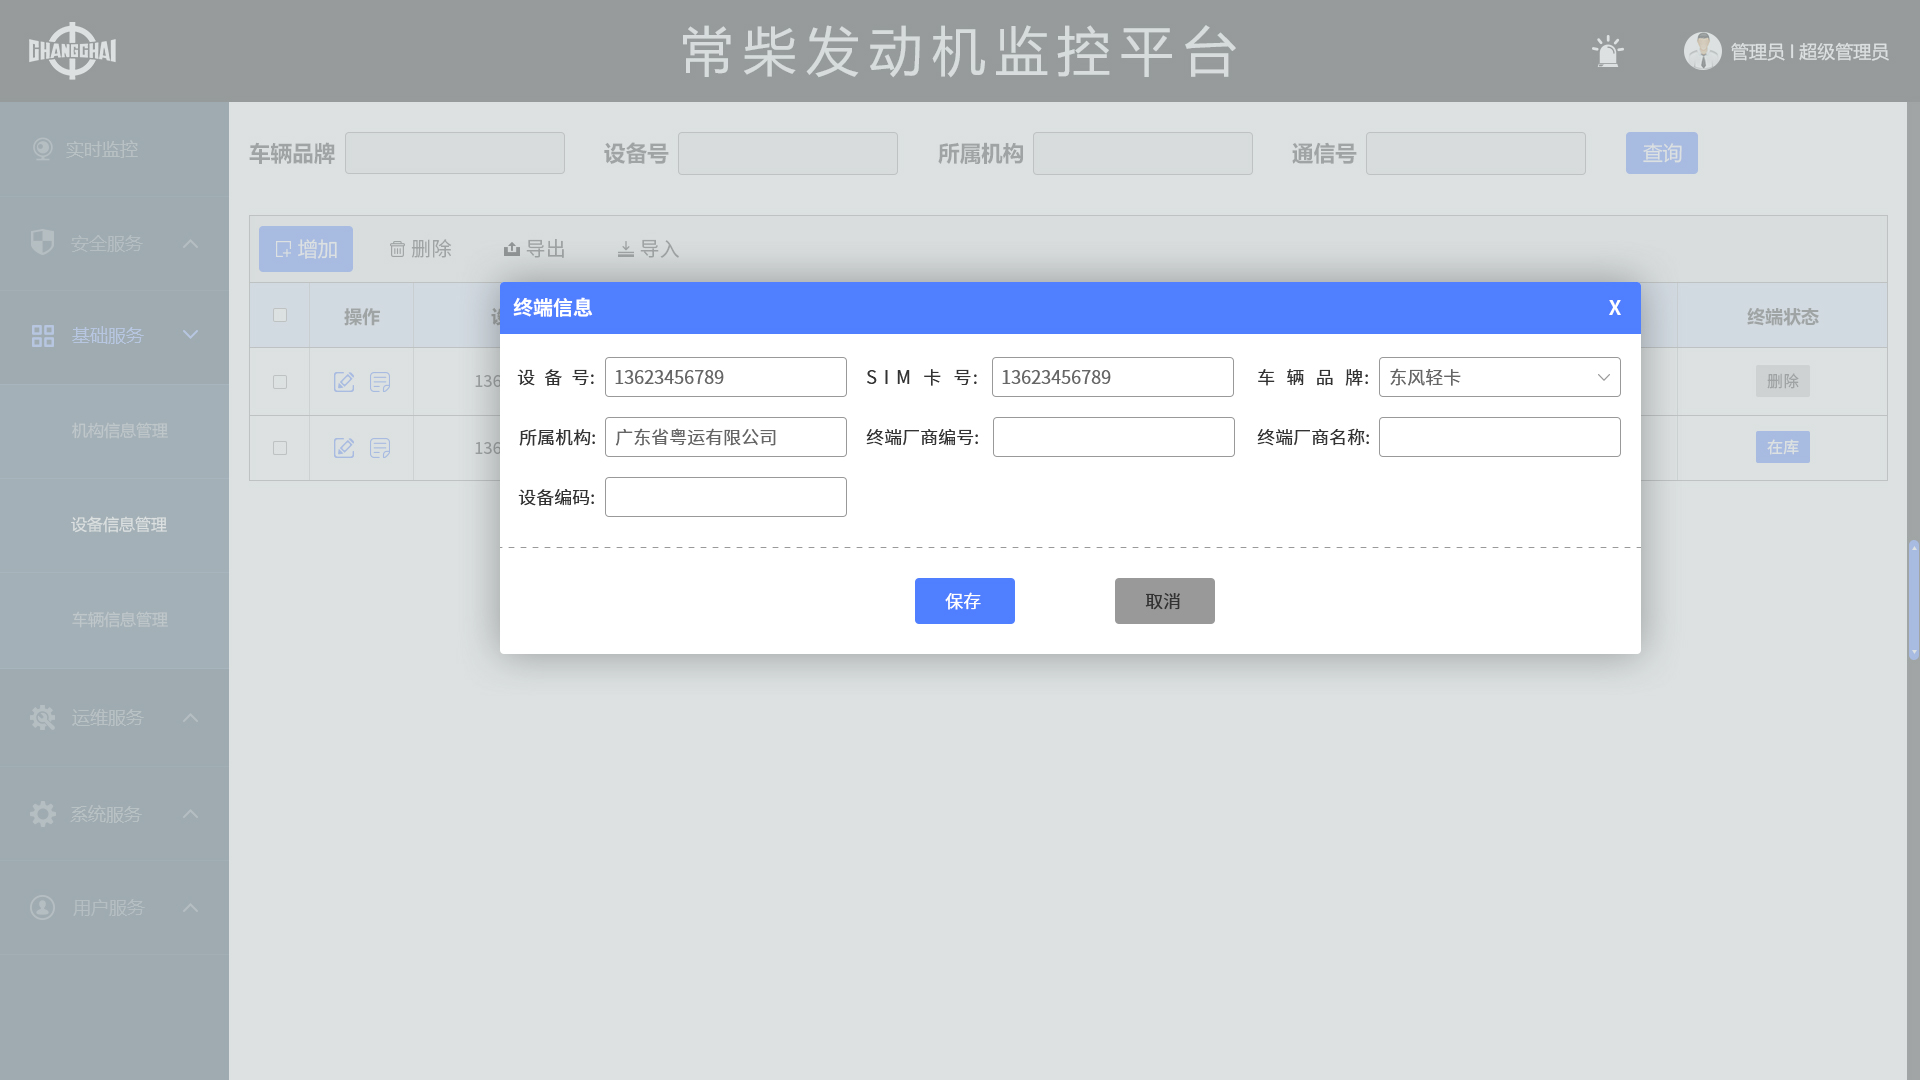 CHANGCHAI
常柴发动机监控平台
管理员 | 超级管理员
实时监控
安全服务
基础服务
机构信息管理
设备信息管理
车辆信息管理
运维服务
系统服务
用户服务
车辆品牌
设备号
所属机构
通信号
查询
增加
删除
导出
导入
操作
终端状态
136
删除
136
在库
终端信息
X
设备号: 13623456789
SIM卡号: 13623456789
车辆品牌: 东风轻卡
所属机构: 广东省粤运有限公司
终端厂商编号:
终端厂商名称:
设备编码:
保存
取消